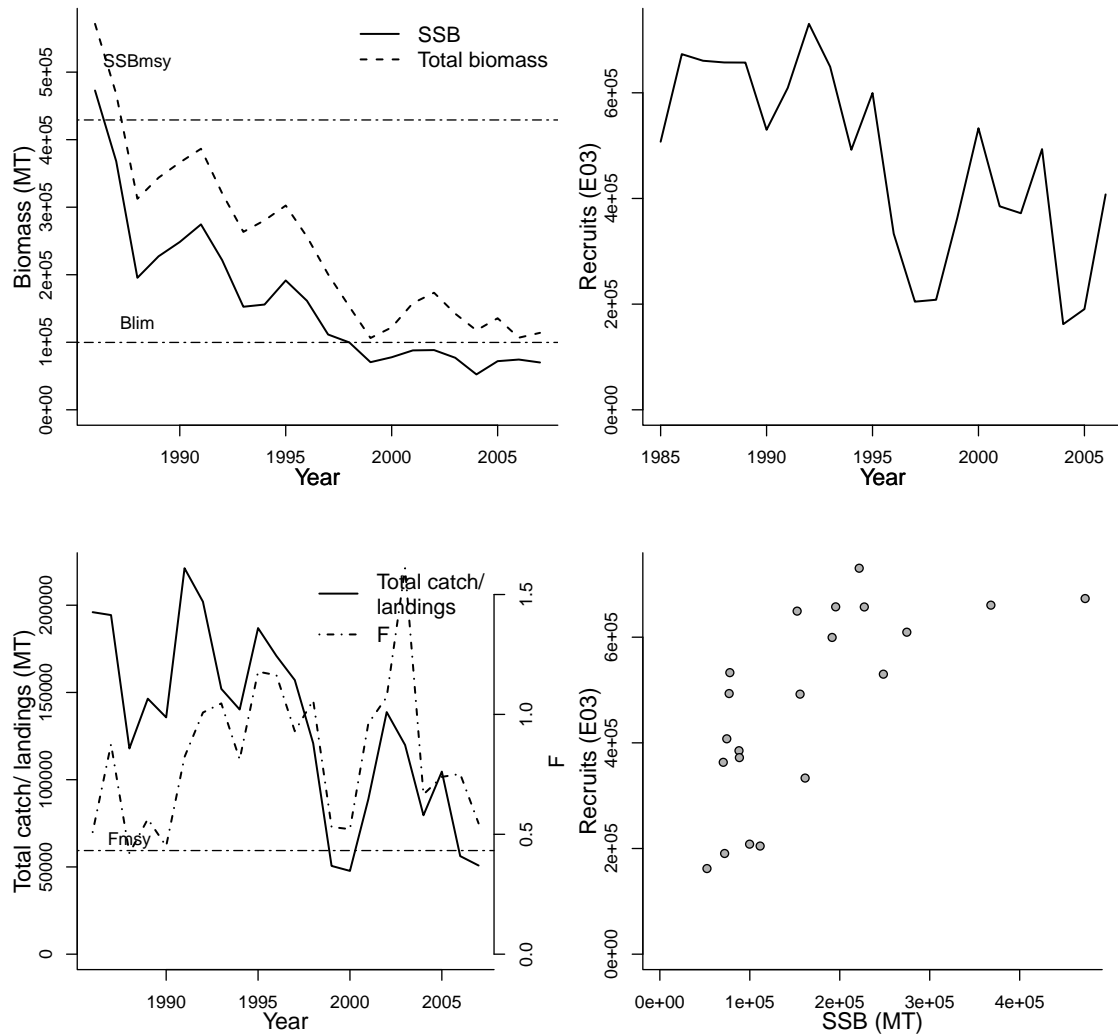 SSB
Total biomass
SSBmsy
Blim
Biomass (MT)
0e+00
1e+05
2e+05
3e+05
4e+05
5e+05
1990
1995
2000
2005
Year
Recruits (E03)
0e+00
2e+05
4e+05
6e+05
1985
1990
1995
2000
2005
Year
Total catch/
landings
F
Fmsy
Total catch/ landings (MT)
0
50000
100000
150000
200000
0.0
0.5
1.0
1.5
F
1990
1995
2000
2005
Year
Recruits (E03)
0e+00
2e+05
4e+05
6e+05
0e+00
1e+05
2e+05
3e+05
4e+05
SSB (MT)